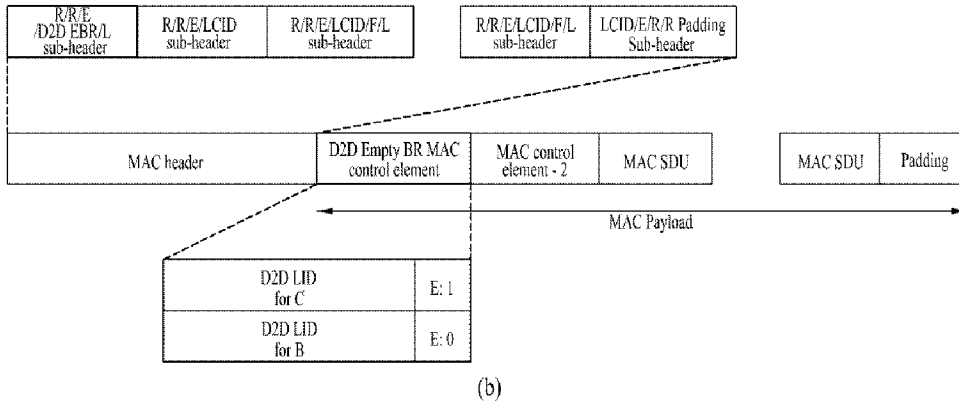 R/R/E
/D2D EBR/L
sub-header
R/R/E/LCID
sub-header
R/R/E/LCID/F/L
sub-header
R/R/E/LCID/F/L
sub-header
LCID/E/R/R Padding
Sub-header
MAC header
D2D Empty BR MAC
control element
MAC control
element - 2
MAC SDU
MAC SDU
Padding
MAC Payload
D2D LID
for C
E: 1
D2D LID
for B
E: 0
(b)